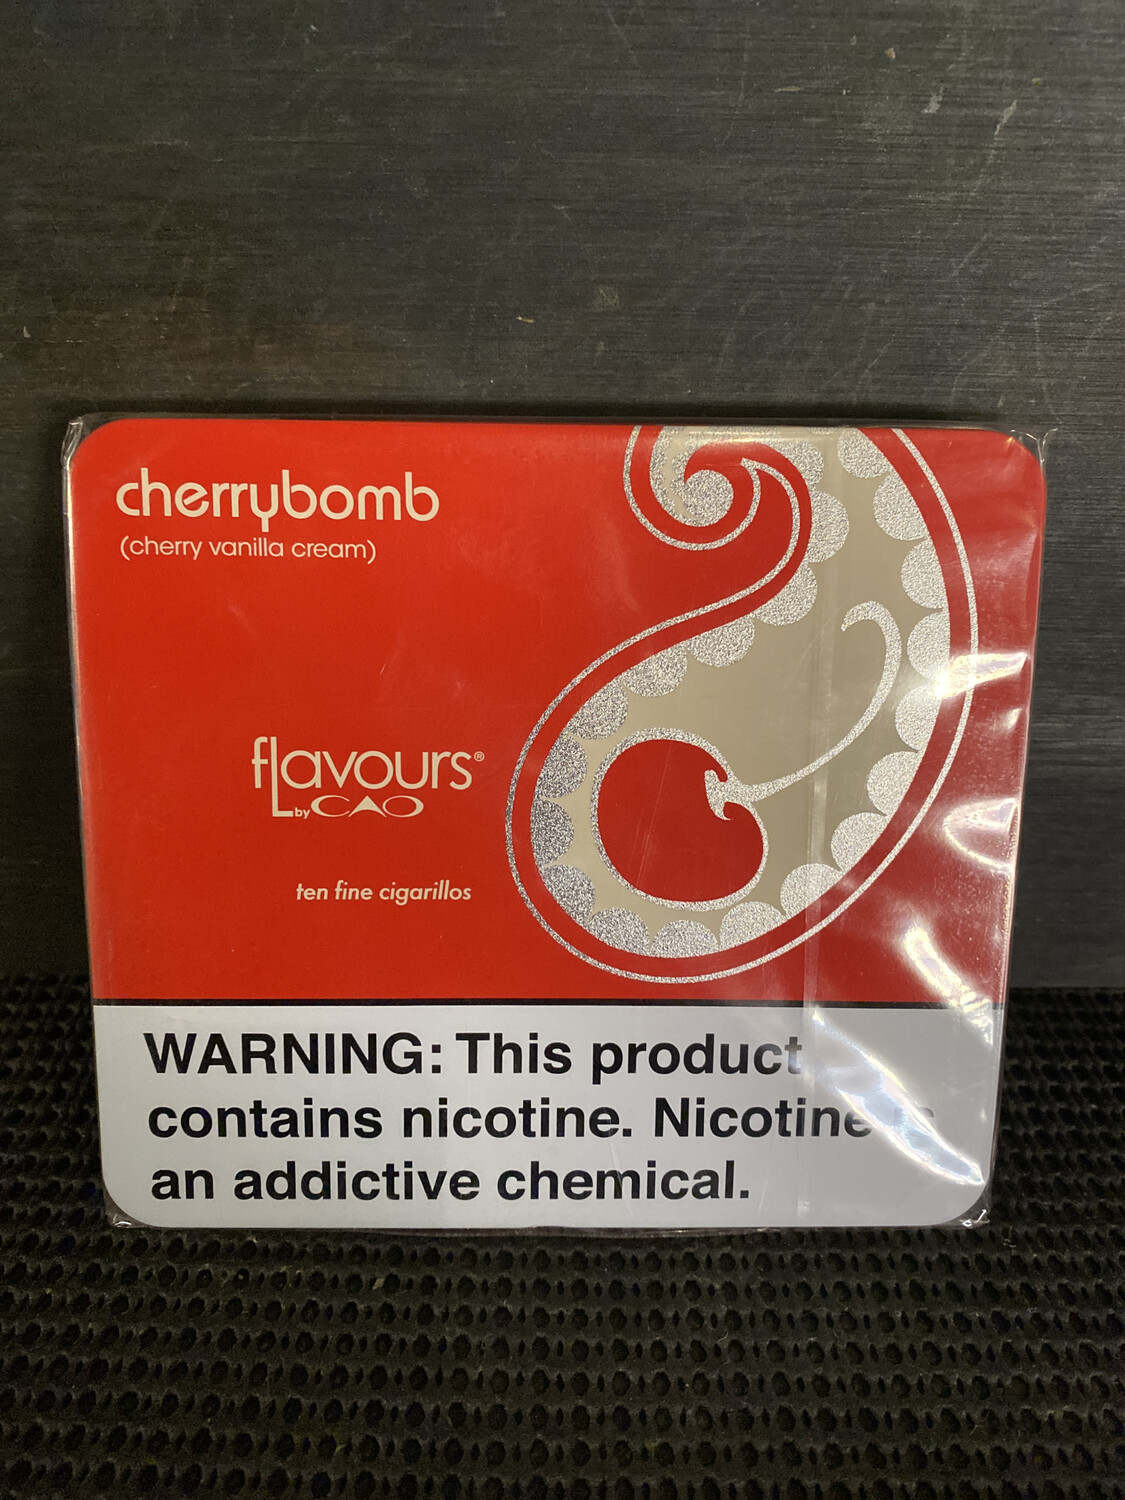 cherrybomb
(cherry vanilla cream)
flavours®
by CAO
ten fine cigarillos
WARNING: This product
contains nicotine. Nicotine
an addictive chemical.